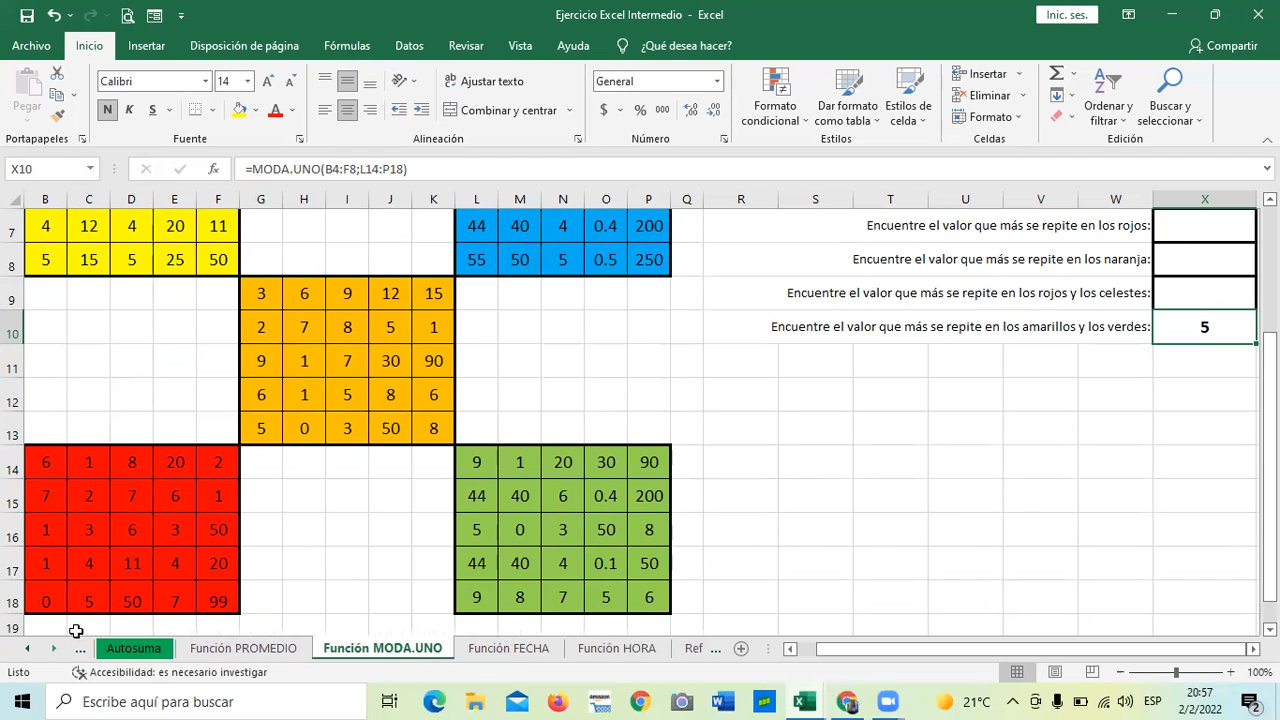 Ejercicio Excel Intermedio - Excel
Inic. ses.
Archivo Inicio Insertar Disposición de página Fórmulas Datos Revisar Vista Ayuda ¿Qué desea hacer? Compartir
Pegar
Calibri 14 A A
Ajustar texto
General
N K S A
Combinar y centrar
$ % 000
Formato condicional
Dar formato como tabla
Estilos de celda
Insertar
Eliminar
Formato
Ordenar y filtrar
Buscar y seleccionar
Portapapeles Fuente Alineación Número Estilos Celdas Edición
X10 fx =MODA.UNO(B4:F8;L14:P18)
B C D E F G H I J K L M N O P Q R S T U V W X
7 4 12 4 20 11 44 40 4 0.4 200 Encuentre el valor que más se repite en los rojos:
8 5 15 5 25 50 55 50 5 0.5 250 Encuentre el valor que más se repite en los naranja:
9 3 6 9 12 15 Encuentre el valor que más se repite en los rojos y los celestes:
10 2 7 8 5 1 Encuentre el valor que más se repite en los amarillos y los verdes: 5
11 9 1 7 30 90
12 6 1 5 8 6
13 5 0 3 50 8
14 6 1 8 20 2 9 1 20 30 90
15 7 2 7 6 1 44 40 6 0.4 200
16 1 3 6 3 50 5 0 3 50 8
17 1 4 11 4 20 44 40 4 0.1 50
18 0 5 50 7 99 9 8 7 5 6
19
... Autosuma Función PROMEDIO Función MODA.UNO Función FECHA Función HORA Ref ...
Listo Accesibilidad: es necesario investigar 100%
Escribe aquí para buscar 21°C ESP 20:57
2/2/2022 2